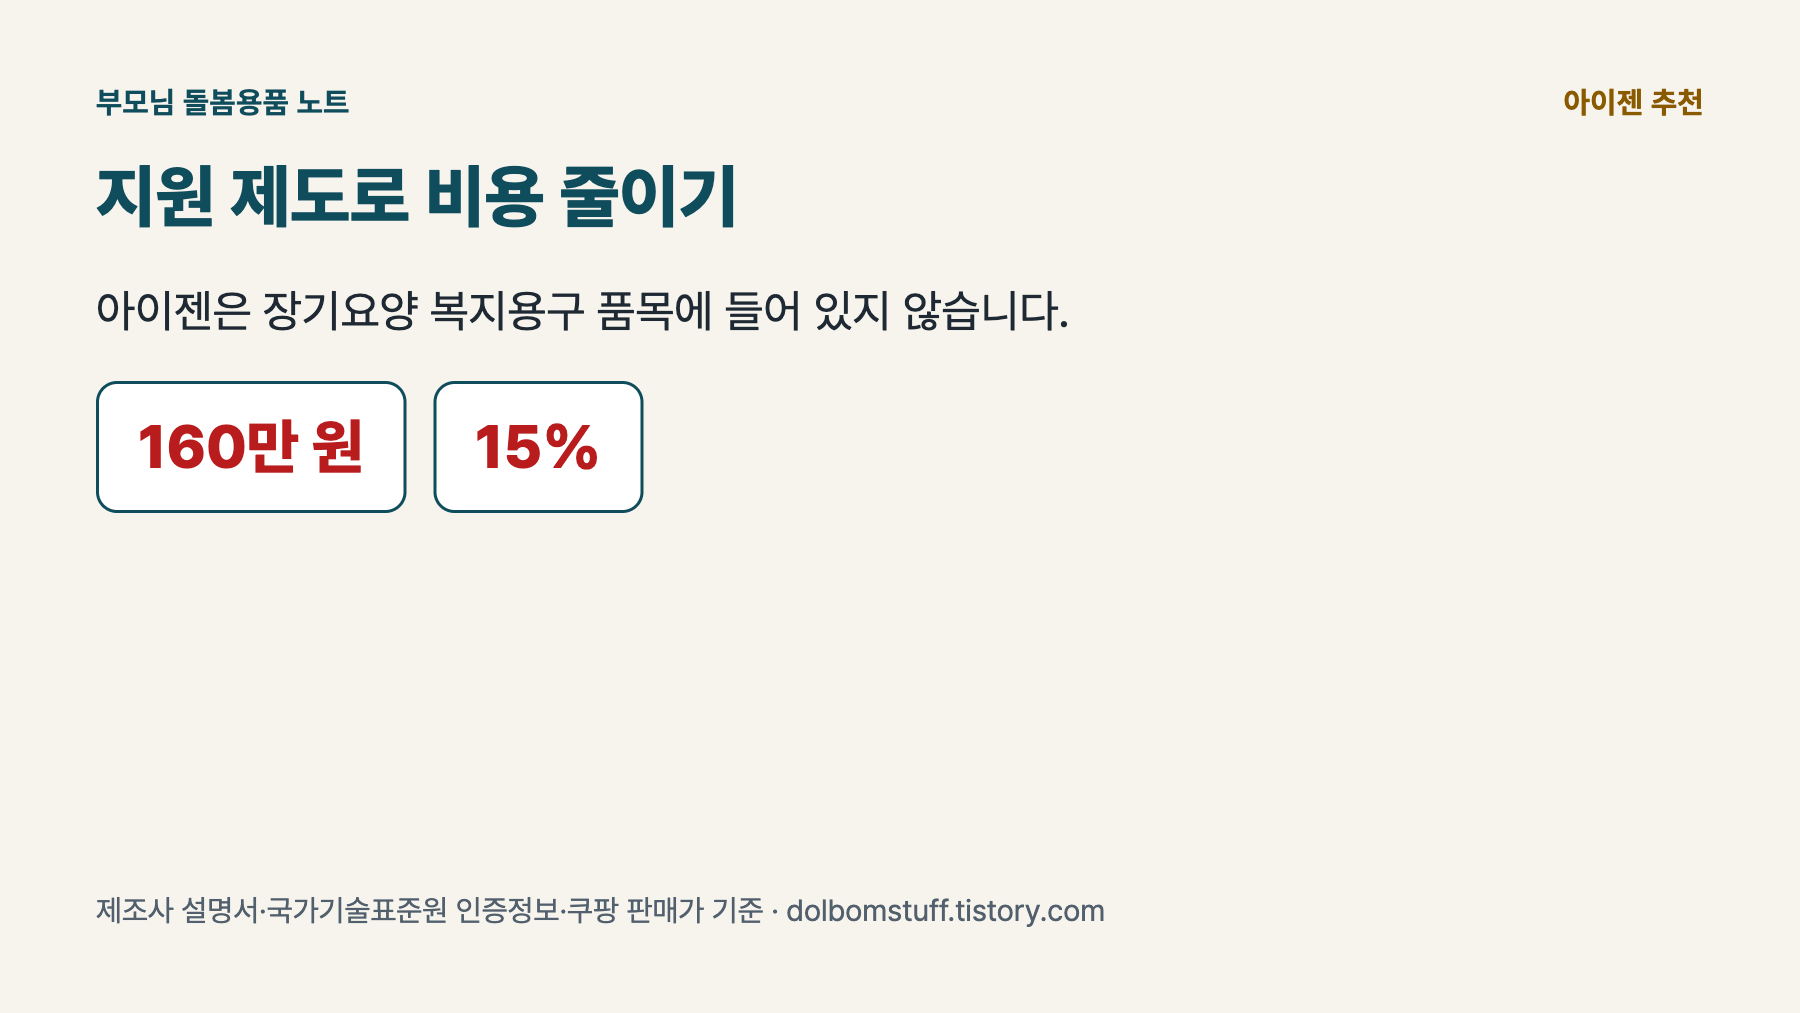 부모님 돌봄용품 노트
아이젠 추천
지원 제도로 비용 줄이기
아이젠은 장기요양 복지용구 품목에 들어 있지 않습니다.
160만 원
15%
제조사 설명서·국가기술표준원 인증정보·쿠팡 판매가 기준 · dolbomstuff.tistory.com